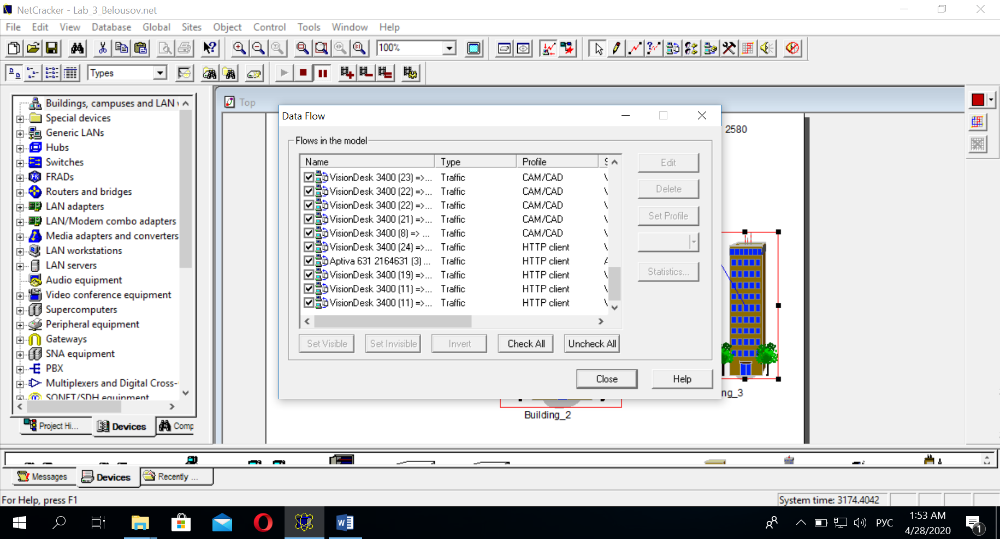 NetCracker - Lab_3_Belousov.net
File Edit View Database Global Sites Object Control Tools Window Help
100%
Types
Buildings, campuses and LAN
Special devices
Generic LANs
Hubs
Switches
FRADs
Routers and bridges
LAN adapters
LAN/Modem combo adapters
Media adapters and converters
LAN workstations
LAN servers
Audio equipment
Video conference equipment
Supercomputers
Peripheral equipment
Gateways
SNA equipment
PBX
Multiplexers and Digital Cross-
SONET/SDH equipment
Project Hi... Devices Comp
Top
2580
Data Flow
Flows in the model
Name Type Profile
VisionDesk 3400 (23) =>... Traffic CAM/CAD
VisionDesk 3400 (22) =>... Traffic CAM/CAD
VisionDesk 3400 (22) =>... Traffic CAM/CAD
VisionDesk 3400 (21) =>... Traffic CAM/CAD
VisionDesk 3400 (8) => ... Traffic CAM/CAD
VisionDesk 3400 (24) =>... Traffic HTTP client
Aptiva 631 2164631 (3) ... Traffic HTTP client
VisionDesk 3400 (19) =>... Traffic HTTP client
VisionDesk 3400 (11) =>... Traffic HTTP client
VisionDesk 3400 (11) =>... Traffic HTTP client
Edit
Delete
Set Profile
Statistics...
Set Visible Set Invisible Invert Check All Uncheck All
Close Help
ng_3
Building_2
Messages Devices Recently ...
For Help, press F1
System time: 3174.4042
РУС
1:53 AM
4/28/2020
1